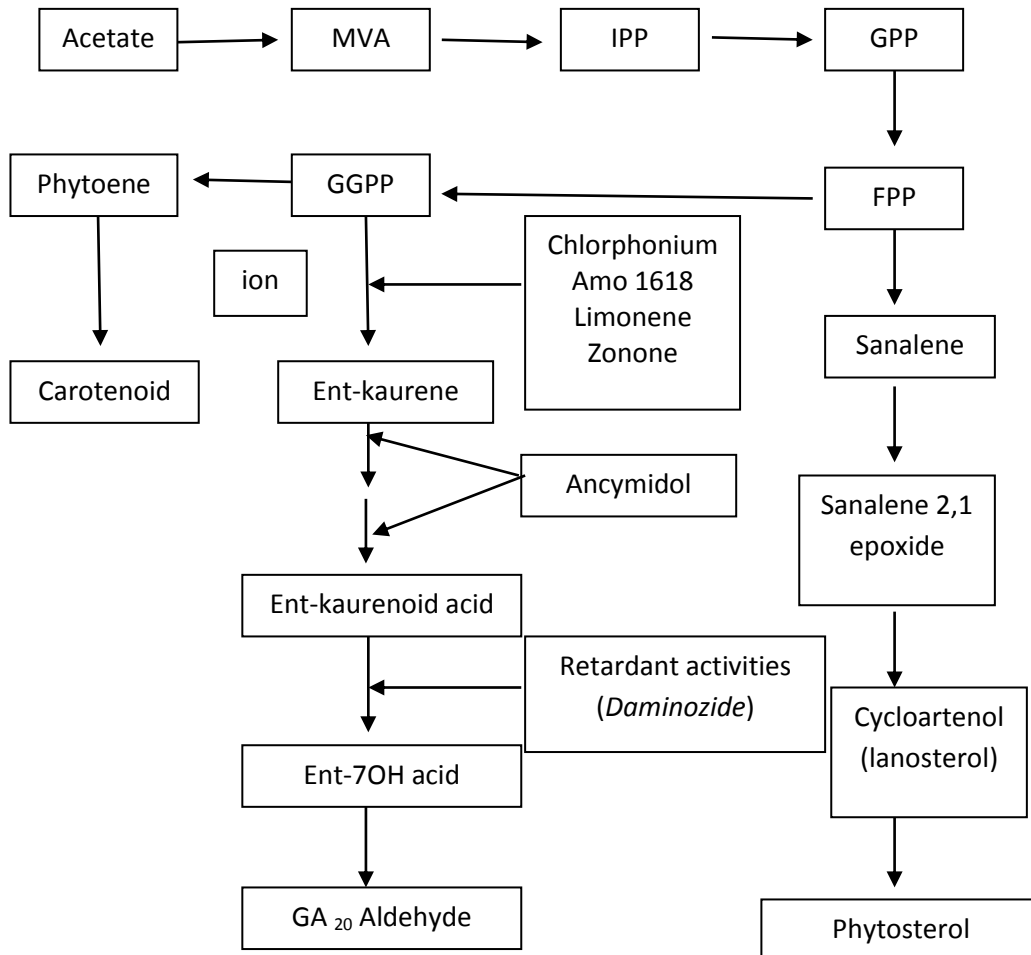 Acetate
MVA
IPP
GPP
Phytoene
GGPP
FPP
ion
Chlorphonium
Amo 1618
Limonene
Zonone
Sanalene
Carotenoid
Ent-kaurene
Ancymidol
Sanalene 2,1
epoxide
Ent-kaurenoid acid
Retardant activities
(Daminozide)
Cycloartenol
(lanosterol)
Ent-7OH acid
GA 20 Aldehyde
Phytosterol